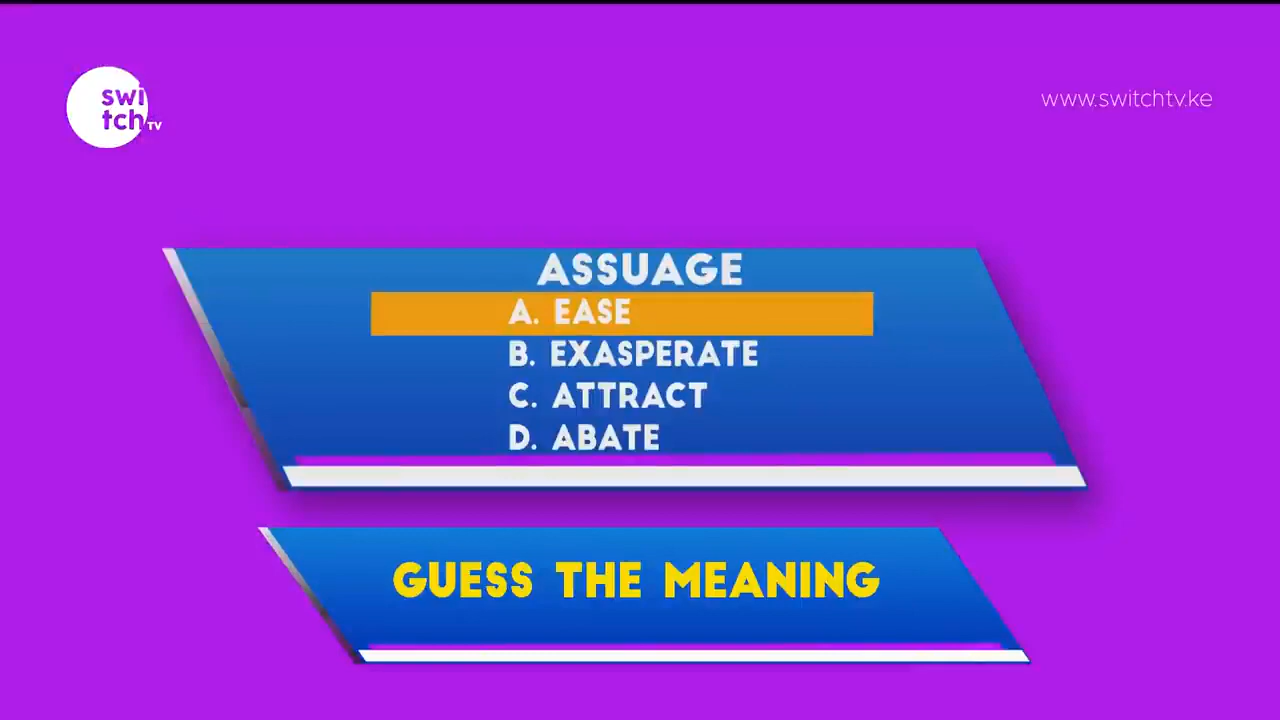 swi
tch TV
www.switchtv.ke
ASSUAGE
A. EASE
B. EXASPERATE
C. ATTRACT
D. ABATE
GUESS THE MEANING